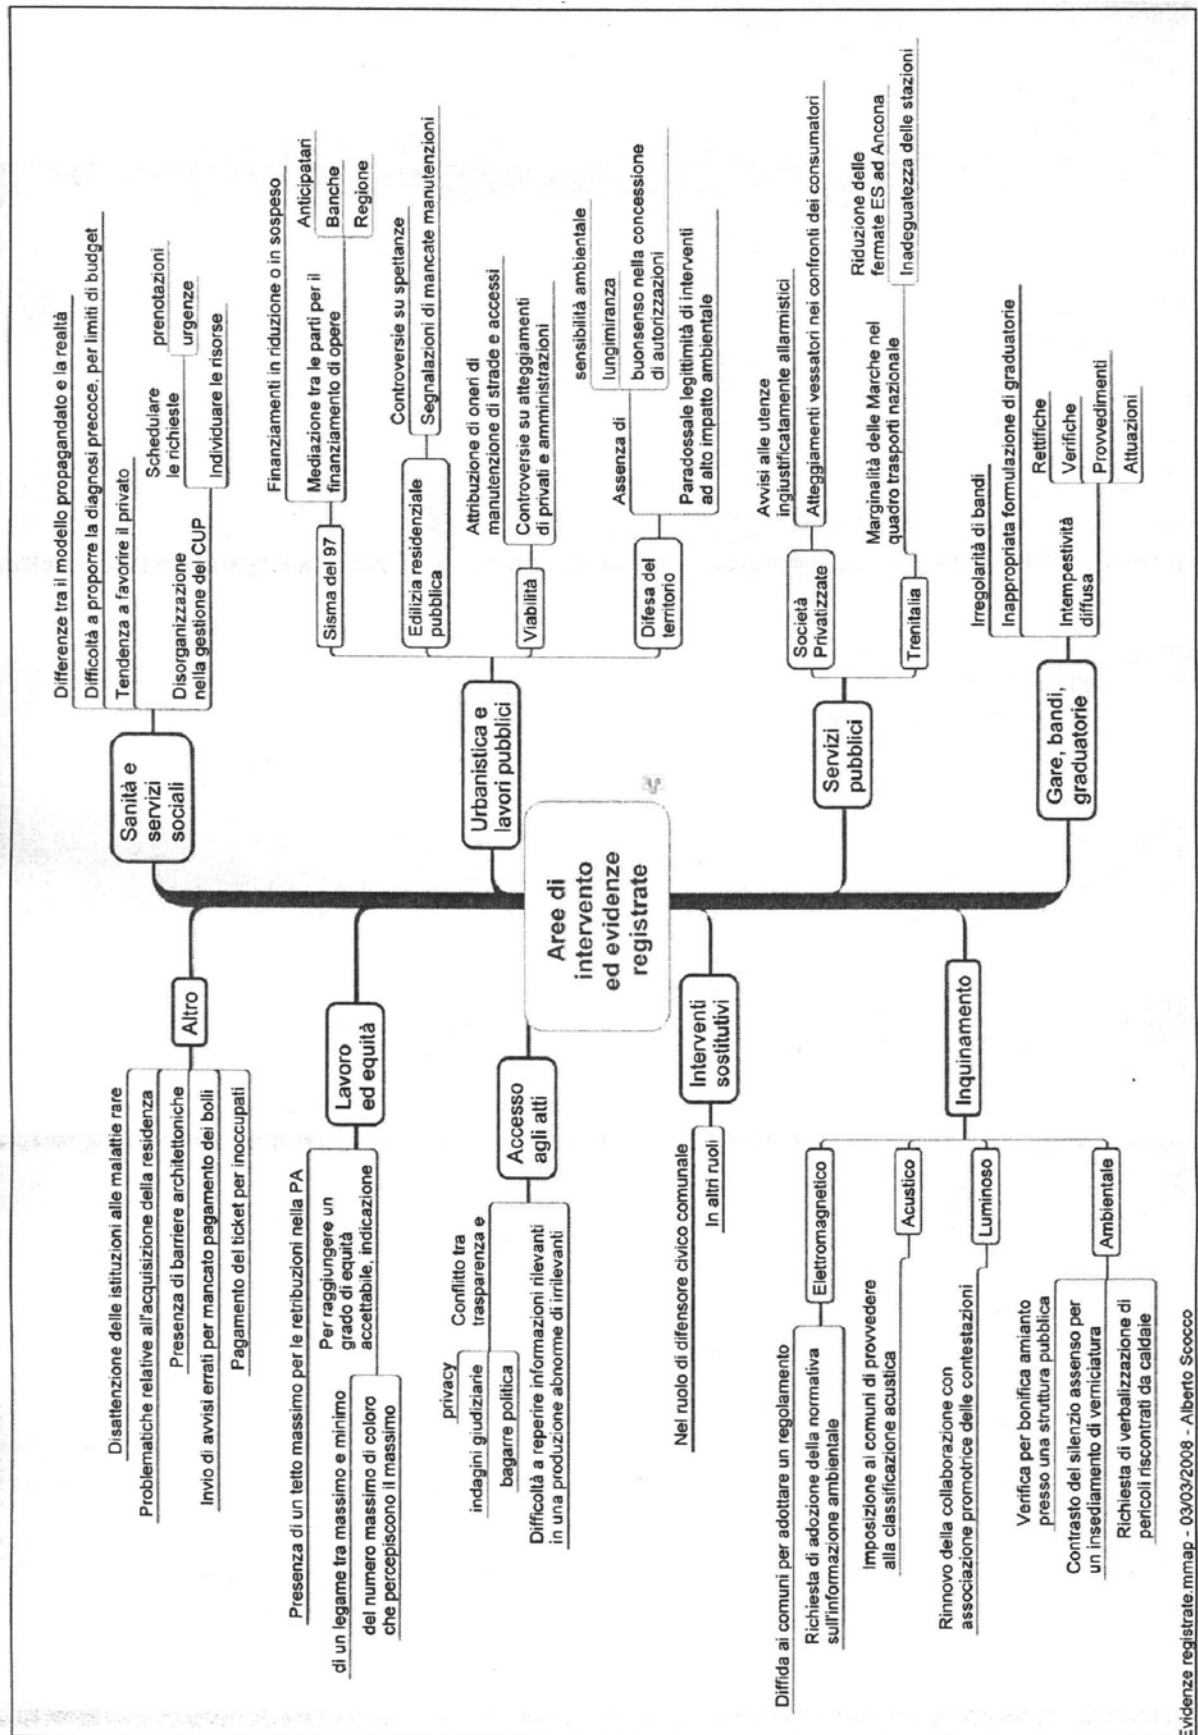 Aree di
intervento
ed evidenze
registrate
Sanità e
servizi
sociali
Differenze tra il modello propagandato e la realtà
Difficoltà a proporre la diagnosi precoce, per limiti di budget
Tendenza a favorire il privato
Disorganizzazione
nella gestione del CUP
Schedulare
le richieste
prenotazioni
urgenze
Individuare le risorse
Urbanistica e
lavori pubblici
Sisma del 97
Finanziamenti in riduzione o in sospeso
Mediazione tra le parti per il
finanziamento di opere
Anticipatari
Banche
Regione
Edilizia residenziale
pubblica
Controversie su spettanze
Segnalazioni di mancate manutenzioni
Viabilità
Attribuzione di oneri di
manutenzione di strade e accessi
Controversie su atteggiamenti
di privati e amministrazioni
Difesa del
territorio
Assenza di
sensibilità ambientale
lungimiranza
buonsenso nella concessione
di autorizzazioni
Paradossale legittimità di interventi
ad alto impatto ambientale
Servizi
pubblici
Società
Privatizzate
Avvisi alle utenze
ingiustificatamente allarmistici
Atteggiamenti vessatori nei confronti dei consumatori
Trenitalia
Marginalità delle Marche nel
quadro trasporti nazionale
Riduzione delle
fermate ES ad Ancona
Inadeguatezza delle stazioni
Gare, bandi,
graduatorie
Irregolarità di bandi
Inappropriata formulazione di graduatorie
Intempestività
diffusa
Rettifiche
Verifiche
Provvedimenti
Attuazioni
Altro
Disattenzione delle istituzioni alle malattie rare
Problematiche relative all'acquisizione della residenza
Presenza di barriere architettoniche
Invio di avvisi errati per mancato pagamento dei bolli
Pagamento del ticket per inoccupati
Lavoro
ed equità
Presenza di un tetto massimo per le retribuzioni nella PA
Per raggiungere un
grado di equità
accettabile, indicazione
di un legame tra massimo e minimo
del numero massimo di coloro
che percepiscono il massimo
Accesso
agli atti
Conflitto tra
trasparenza e
privacy
indagini giudiziarie
bagarre politica
Difficoltà a reperire informazioni rilevanti
in una produzione abnorme di irrilevanti
Interventi
sostitutivi
Nel ruolo di difensore civico comunale
In altri ruoli
Inquinamento
Elettromagnetico
Diffida ai comuni per adottare un regolamento
Richiesta di adozione della normativa
sull'informazione ambientale
Acustico
Imposizione ai comuni di provvedere
alla classificazione acustica
Luminoso
Rinnovo della collaborazione con
associazione promotrice delle contestazioni
Ambientale
Verifica per bonifica amianto
presso una struttura pubblica
Contrasto del silenzio assenso per
un insediamento di verniciatura
Richiesta di verbalizzazione di
pericoli riscontrati da caldaie
Evidenze registrate.mmap - 03/03/2008 - Alberto Scocco